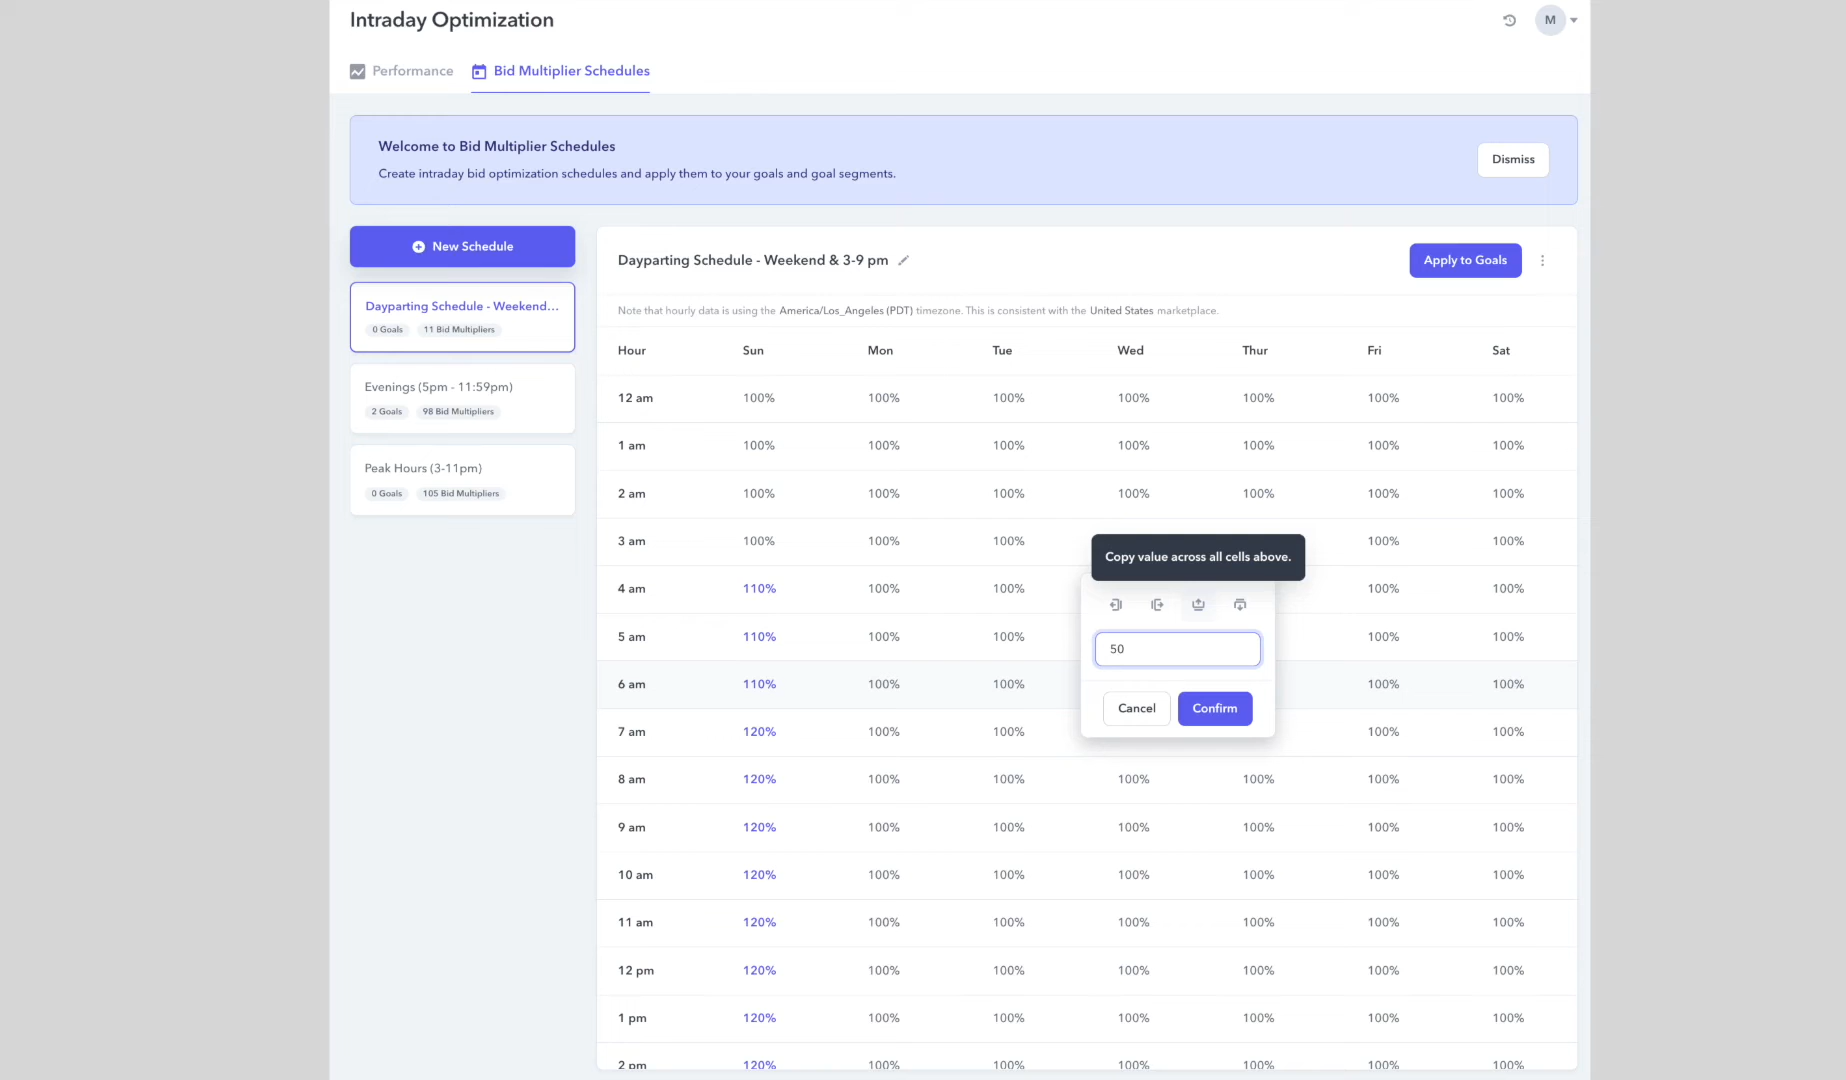 Intraday Optimization
M
Performance
Bid Multiplier Schedules
Welcome to Bid Multiplier Schedules
Create intraday bid optimization schedules and apply them to your goals and goal segments.
Dismiss
New Schedule
Dayparting Schedule - Weekend...
0 Goals 11 Bid Multipliers
Evenings (5pm - 11:59pm)
2 Goals 98 Bid Multipliers
Peak Hours (3-11pm)
0 Goals 105 Bid Multipliers
Dayparting Schedule - Weekend & 3-9 pm
Apply to Goals
Note that hourly data is using the America/Los_Angeles (PDT) timezone. This is consistent with the United States marketplace.
Hour Sun Mon Tue Wed Thur Fri Sat
12 am 100% 100% 100% 100% 100% 100% 100%
1 am 100% 100% 100% 100% 100% 100% 100%
2 am 100% 100% 100% 100% 100% 100% 100%
3 am 100% 100% 100% 100% 100%
Copy value across all cells above.
4 am 110% 100% 100% 100% 100%
5 am 110% 100% 100% 100% 100%
50
6 am 110% 100% 100% 100% 100%
Cancel Confirm
7 am 120% 100% 100% 100% 100%
8 am 120% 100% 100% 100% 100% 100% 100%
9 am 120% 100% 100% 100% 100% 100% 100%
10 am 120% 100% 100% 100% 100% 100% 100%
11 am 120% 100% 100% 100% 100% 100% 100%
12 pm 120% 100% 100% 100% 100% 100% 100%
1 pm 120% 100% 100% 100% 100% 100% 100%
2 pm 120% 100% 100% 100% 100% 100% 100%